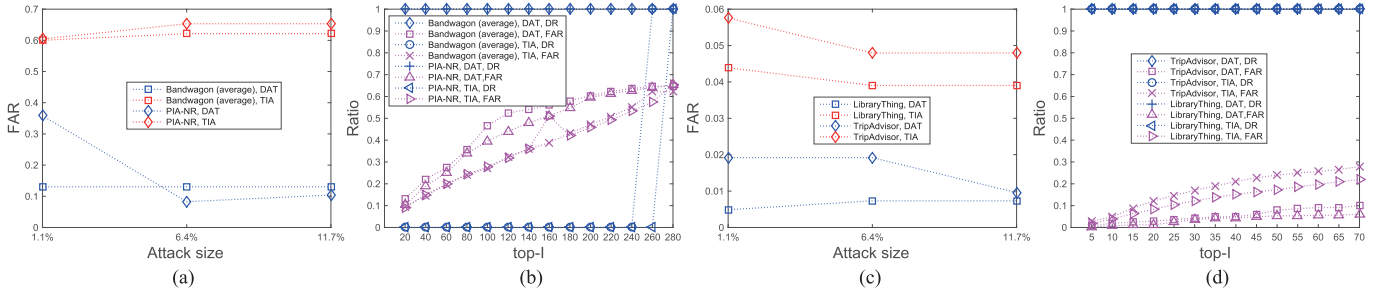 0.7
0.6
0.5
0.4
0.3
0.2
0.1
0
FAR
1.1%
6.4%
11.7%
Attack size
Bandwagon (average), DAT
Bandwagon (average), TIA
PIA-NR, DAT
PIA-NR, TIA
(a)
1
0.9
0.8
0.7
0.6
0.5
0.4
0.3
0.2
0.1
0
Ratio
20 40 60 80 100 120 140 160 180 200 220 240 260 280
top-I
Bandwagon (average), DAT, DR
Bandwagon (average), DAT, FAR
Bandwagon (average), TIA, DR
Bandwagon (average), TIA, FAR
PIA-NR, DAT, DR
PIA-NR, DAT,FAR
PIA-NR, TIA, DR
PIA-NR, TIA, FAR
(b)
0.06
0.05
0.04
0.03
0.02
0.01
0
FAR
1.1%
6.4%
11.7%
Attack size
LibraryThing, DAT
LibraryThing, TIA
TripAdvisor, DAT
TripAdvisor, TIA
(c)
1
0.9
0.8
0.7
0.6
0.5
0.4
0.3
0.2
0.1
0
Ratio
5 10 15 20 25 30 35 40 45 50 55 60 65 70
top-I
TripAdvisor, DAT, DR
TripAdvisor, DAT, FAR
TripAdvisor, TIA, DR
TripAdvisor, TIA, FAR
LibraryThing, DAT, DR
LibraryThing, DAT,FAR
LibraryThing, TIA, DR
LibraryThing, TIA, FAR
(d)